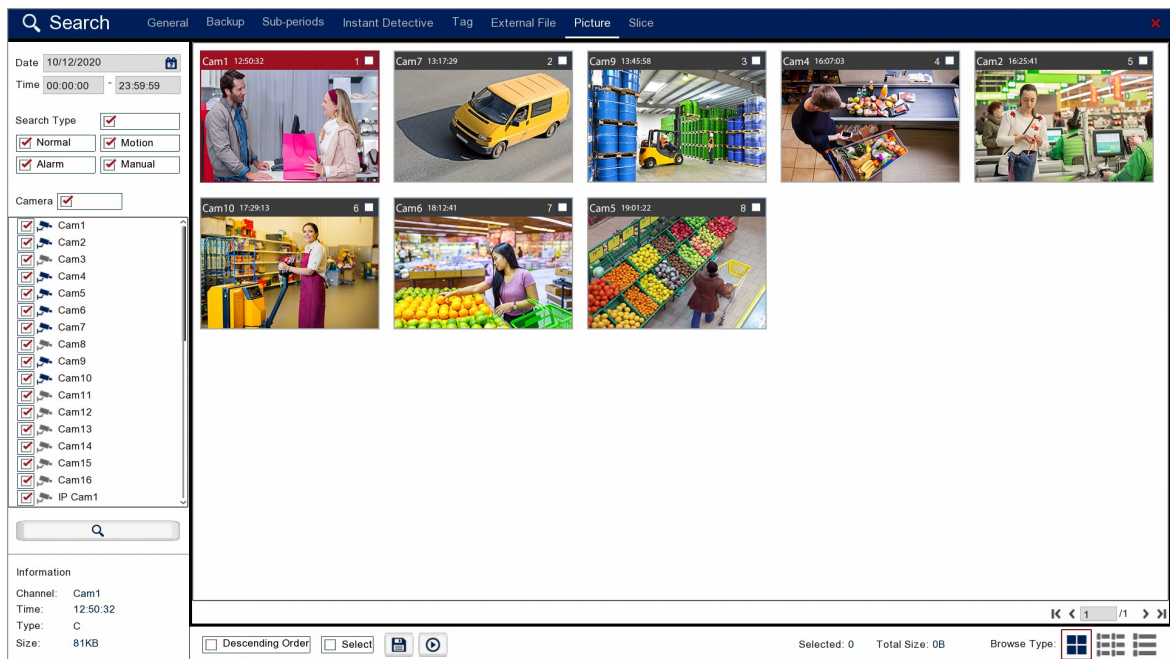 Search General Backup Sub-periods Instant Detective Tag External File Picture Slice
Date 10/12/2020
Time 00:00:00 - 23:59:59
Search Type
Normal Motion
Alarm Manual
Camera
Cam1
Cam2
Cam3
Cam4
Cam5
Cam6
Cam7
Cam8
Cam9
Cam10
Cam11
Cam12
Cam13
Cam14
Cam15
Cam16
IP Cam1
Information
Channel: Cam1
Time: 12:50:32
Type: C
Size: 81KB
Cam1 12:50:32 1
Cam7 13:17:29 2
Cam9 13:45:58 3
Cam4 16:07:03 4
Cam2 16:25:41 5
Cam10 17:29:13 6
Cam6 18:12:41 7
Cam5 19:01:22 8
1 /1
Descending Order Select Selected: 0 Total Size: 0B Browse Type: